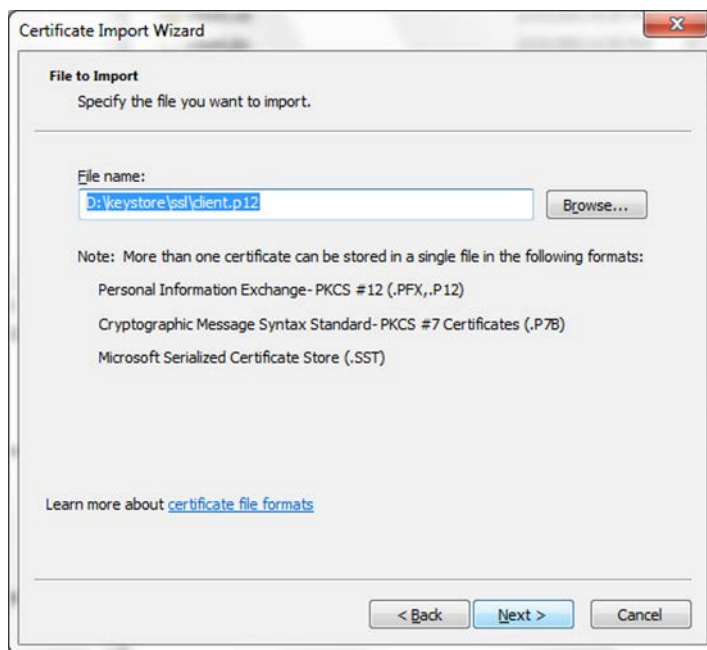 Certificate Import Wizard
File to Import
Specify the file you want to import.
File name:
D:\keystore\ssl\client.p12
Browse...
Note: More than one certificate can be stored in a single file in the following formats:
Personal Information Exchange- PKCS #12 (.PFX,.P12)
Cryptographic Message Syntax Standard- PKCS #7 Certificates (.P7B)
Microsoft Serialized Certificate Store (.SST)
Learn more about certificate file formats
< Back
Next >
Cancel